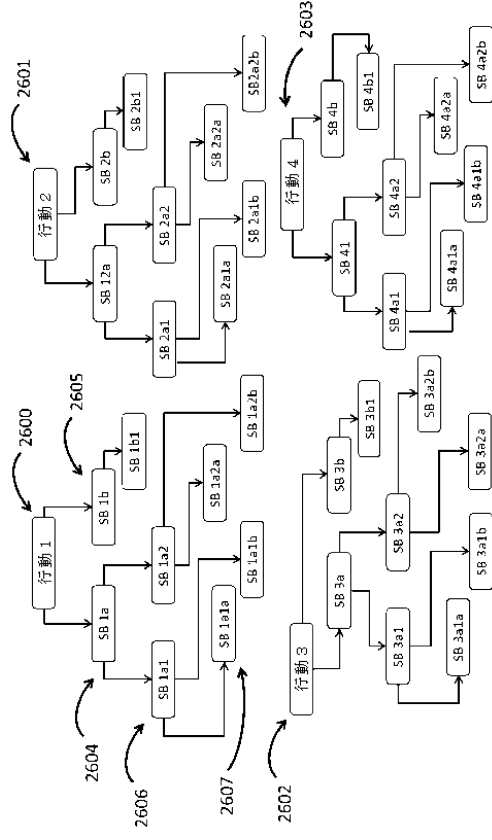 2600
行動 1
2604
SB 1a
2605
SB 1b
SB 1b1
2606
SB 1a1
SB 1a2
2607
SB 1a1a
SB 1a1b
SB 1a2a
SB 1a2b
2601
行動 2
SB 12a
SB 2b
SB 2b1
SB 2a1
SB 2a2
SB 2a1a
SB 2a1b
SB 2a2a
SB2a2b
2602
行動 3
SB 3a
SB 3b
SB 3b1
SB 3a1
SB 3a2
SB 3a1a
SB 3a1b
SB 3a2a
SB 3a2b
2603
行動 4
SB 41
SB 4b
SB 4b1
SB 4a1
SB 4a2
SB 4a1a
SB 4a1b
SB 4a2a
SB 4a2b